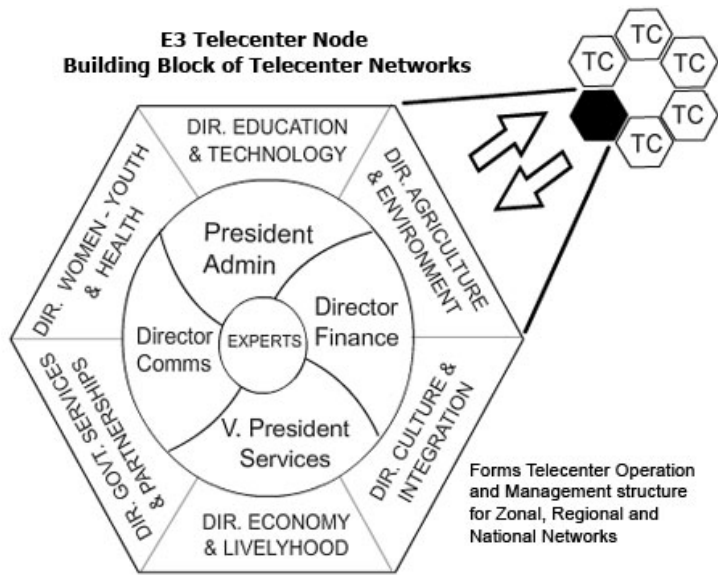 E3 Telecenter Node
Building Block of Telecenter Networks
TC
TC
TC
TC
TC
DIR. EDUCATION
& TECHNOLOGY
DIR. AGRICULTURE
& ENVIRONMENT
DIR. WOMEN - YOUTH
& HEALTH
President
Admin
Director
Finance
Director
Comms
EXPERTS
V. President
Services
DIR. GOVT. SERVICES
& PARTNERSHIPS
DIR. CULTURE &
INTEGRATION
DIR. ECONOMY
& LIVELYHOOD
Forms Telecenter Operation
and Management structure
for Zonal, Regional and
National Networks